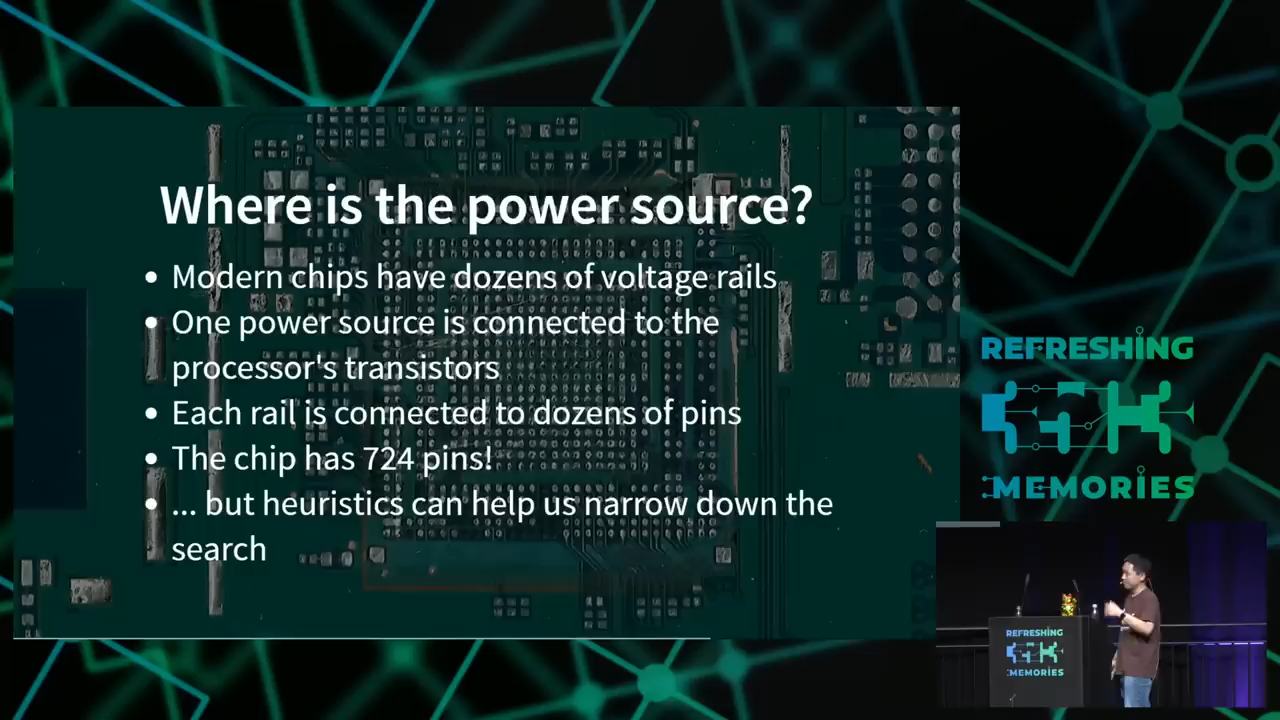 Where is the power source?
• Modern chips have dozens of voltage rails
• One power source is connected to the
processor's transistors
• Each rail is connected to dozens of pins
• The chip has 724 pins!
• ... but heuristics can help us narrow down the
search
REFRESHING
:MEMORIES
REFRESHING
:MEMORIES